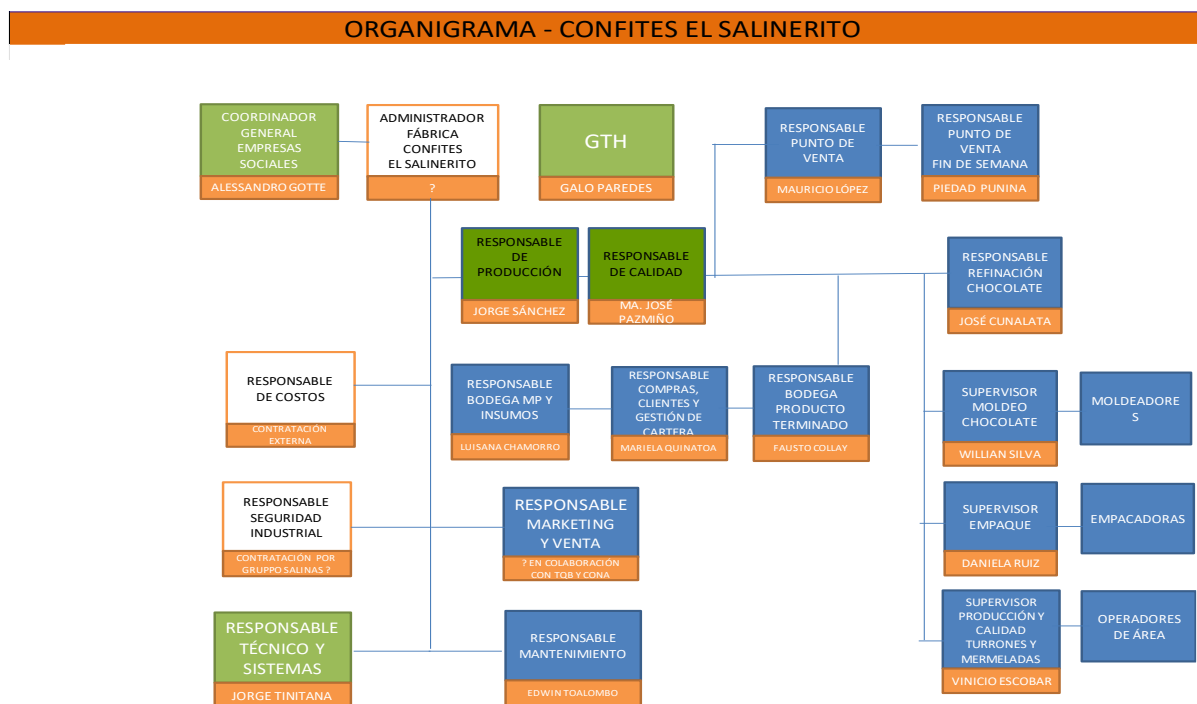 ORGANIGRAMA - CONFITES EL SALINERITO
COORDINADOR
GENERAL
EMPRESAS
SOCIALES
ALESSANDRO GOTTE
ADMINISTRADOR
FÁBRICA
CONFITES
EL SALINERITO
?
GTH
GALO PAREDES
RESPONSABLE
PUNTO DE
VENTA
MAURICIO LÓPEZ
RESPONSABLE
PUNTO DE
VENTA
FIN DE SEMANA
PIEDAD PUNINA
RESPONSABLE
DE
PRODUCCIÓN
JORGE SÁNCHEZ
RESPONSABLE
DE CALIDAD
MA. JOSÉ
PAZMIÑO
RESPONSABLE
REFINACIÓN
CHOCOLATE
JOSÉ CUNALATA
RESPONSABLE
DE COSTOS
CONTRATACIÓN
EXTERNA
RESPONSABLE
BODEGA MP Y
INSUMOS
LUISANA CHAMORRO
RESPONSABLE
COMPRAS,
CLIENTES Y
GESTIÓN DE
CARTERA
MARIELA QUINATOA
RESPONSABLE
BODEGA
PRODUCTO
TERMINADO
FAUSTO COLLAY
SUPERVISOR
MOLDEO
CHOCOLATE
WILLIAN SILVA
MOLDEADORE
S
RESPONSABLE
SEGURIDAD
INDUSTRIAL
CONTRATACIÓN POR
GRUPPO SALINAS ?
RESPONSABLE
MARKETING
Y VENTA
? EN COLABORACIÓN
CON TQB Y CONA
SUPERVISOR
EMPAQUE
DANIELA RUIZ
EMPACADORAS
RESPONSABLE
TÉCNICO Y
SISTEMAS
JORGE TINITANA
RESPONSABLE
MANTENIMIENTO
EDWIN TOALOMBO
SUPERVISOR
PRODUCCIÓN Y
CALIDAD
TURRONES Y
MERMELADAS
VINICIO ESCOBAR
OPERADORES
DE ÁREA